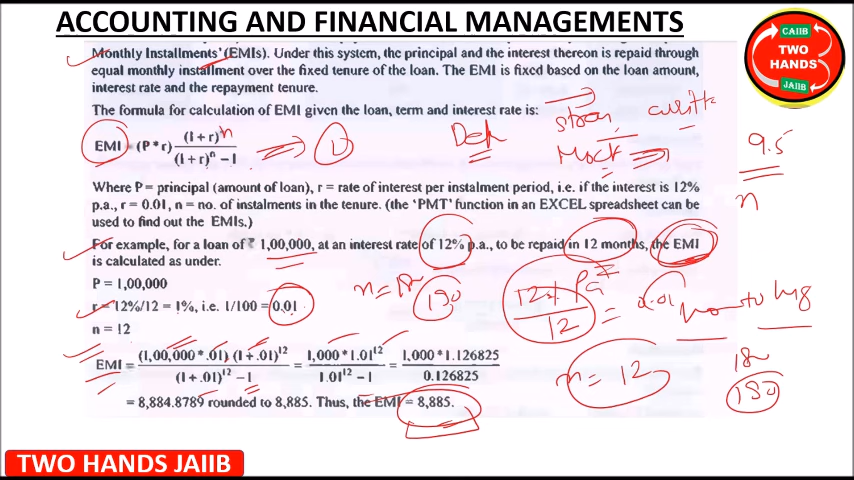 ACCOUNTING AND FINANCIAL MANAGEMENTS
CAIIB
TWO
HANDS
JAIIB
Monthly Installments' (EMIs). Under this system, the principal and the interest thereon is repaid through
equal monthly installment over the fixed tenure of the loan. The EMI is fixed based on the loan amount,
interest rate and the repayment tenure.
The formula for calculation of EMI given the loan, term and interest rate is:
EMI = (P * r) (1 + r)^n / (1 + r)^n – 1
9.5
n
Where P = principal (amount of loan), r = rate of interest per instalment period, i.e. if the interest is 12%
p.a., r = 0.01, n = no. of instalments in the tenure. (the 'PMT' function in an EXCEL spreadsheet can be
used to find out the EMIs.)
For example, for a loan of ₹ 1,00,000, at an interest rate of 12% p.a., to be repaid in 12 months, the EMI
is calculated as under.
P = 1,00,000
r = 12%/12 = 1%, i.e. 1/100 = 0.01
n = 12
12% Pa / 12 = 0.01
n = 12
EMI = (1,00,000 * .01) (1 + .01)^12 / (1 + .01)^12 – 1 = 1,000 * 1.01^12 / 1.01^12 – 1 = 1,000 * 1.126825 / 0.126825
= 8,884.8789 rounded to 8,885. Thus, the EMI = 8,885.
TWO HANDS JAIIB